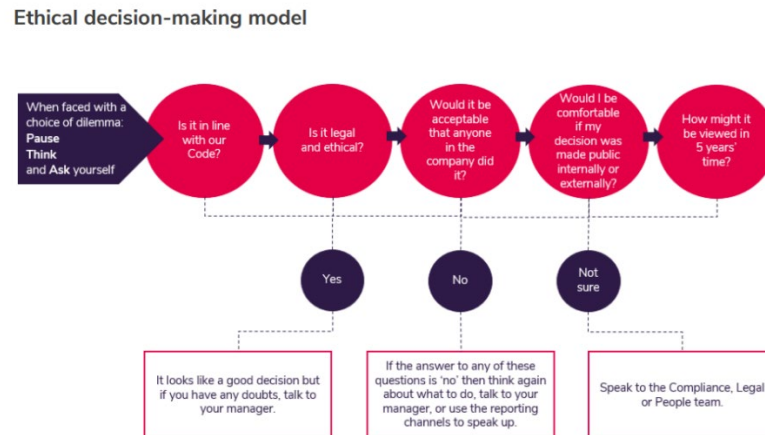 Ethical decision-making model
When faced with a
choice of dilemma:
Pause
Think
and Ask yourself
Is it in line
with our
Code?
Is it legal
and ethical?
Would it be
acceptable
that anyone
in the
company did
it?
Would I be
comfortable
if my
decision was
made public
internally or
externally?
How might it
be viewed in
5 years'
time?
Yes
No
Not
sure
It looks like a good decision but
if you have any doubts, talk to
your manager.
If the answer to any of these
questions is 'no' then think again
about what to do, talk to your
manager, or use the reporting
channels to speak up.
Speak to the Compliance, Legal
or People team.